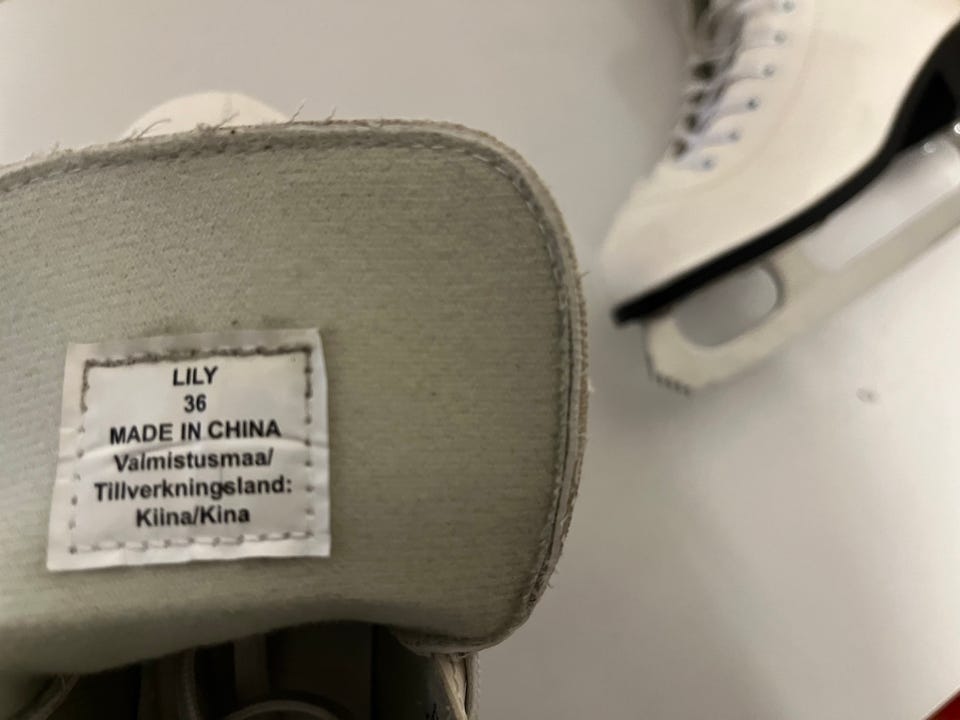 LILY
36
MADE IN CHINA
Valmistusmaa/
Tillverkningsland:
Kiina/Kina